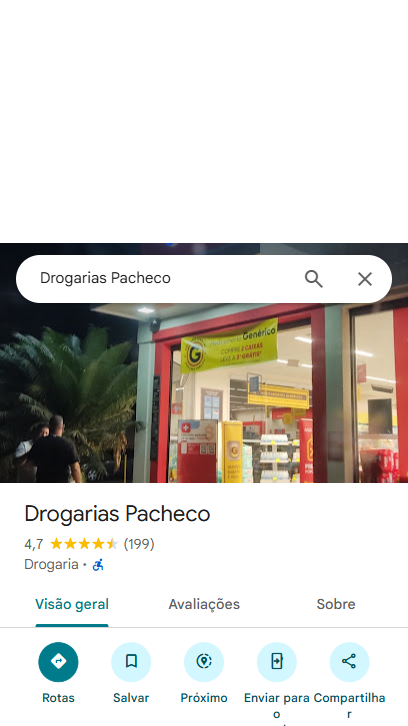 Drogarias Pacheco
Genérico
G
COMPRE 2 CAIXAS
LEVE A 3ª GRÁTIS*
Drogarias Pacheco
4,7 (199)
Drogaria •
Visão geral Avaliações Sobre
Rotas Salvar Próximo Enviar para o Compartilhar